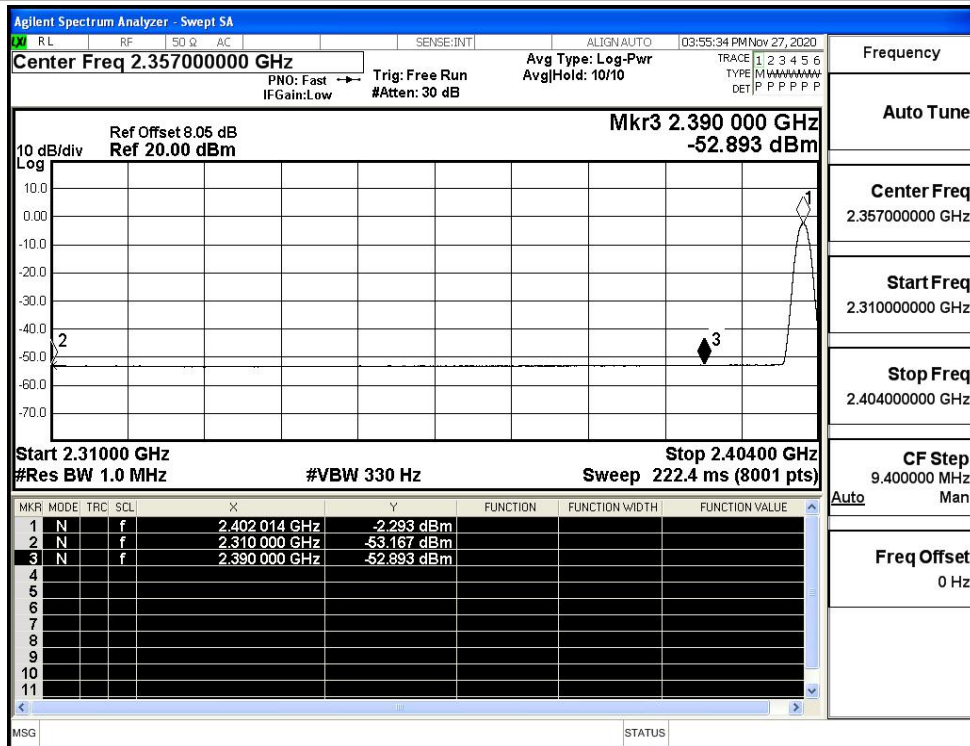 Agilent Spectrum Analyzer - Swept SA
LXI RL RF 50 Ω AC SENSE:INT ALIGN AUTO 03:55:34 PM Nov 27, 2020
Center Freq 2.357000000 GHz
PNO: Fast
IFGain:Low
Trig: Free Run
#Atten: 30 dB
Avg Type: Log-Pwr
Avg|Hold: 10/10
TRACE 1 2 3 4 5 6
TYPE M WWWWW
DET P P P P P P
Ref Offset 8.05 dB
10 dB/div Ref 20.00 dBm
Log
Mkr3 2.390 000 GHz
-52.893 dBm
10.0
0.00
-10.0
-20.0
-30.0
-40.0
-50.0
-60.0
-70.0
1
2
3
Start 2.31000 GHz Stop 2.40400 GHz
#Res BW 1.0 MHz #VBW 330 Hz Sweep 222.4 ms (8001 pts)
MKR MODE TRC SCL X Y FUNCTION FUNCTION WIDTH FUNCTION VALUE
1 N f 2.402 014 GHz -2.293 dBm
2 N f 2.310 000 GHz -53.167 dBm
3 N f 2.390 000 GHz -52.893 dBm
4
5
6
7
8
9
10
11
MSG STATUS
Frequency
Auto Tune
Center Freq
2.357000000 GHz
Start Freq
2.310000000 GHz
Stop Freq
2.404000000 GHz
CF Step
9.400000 MHz
Auto Man
Freq Offset
0 Hz